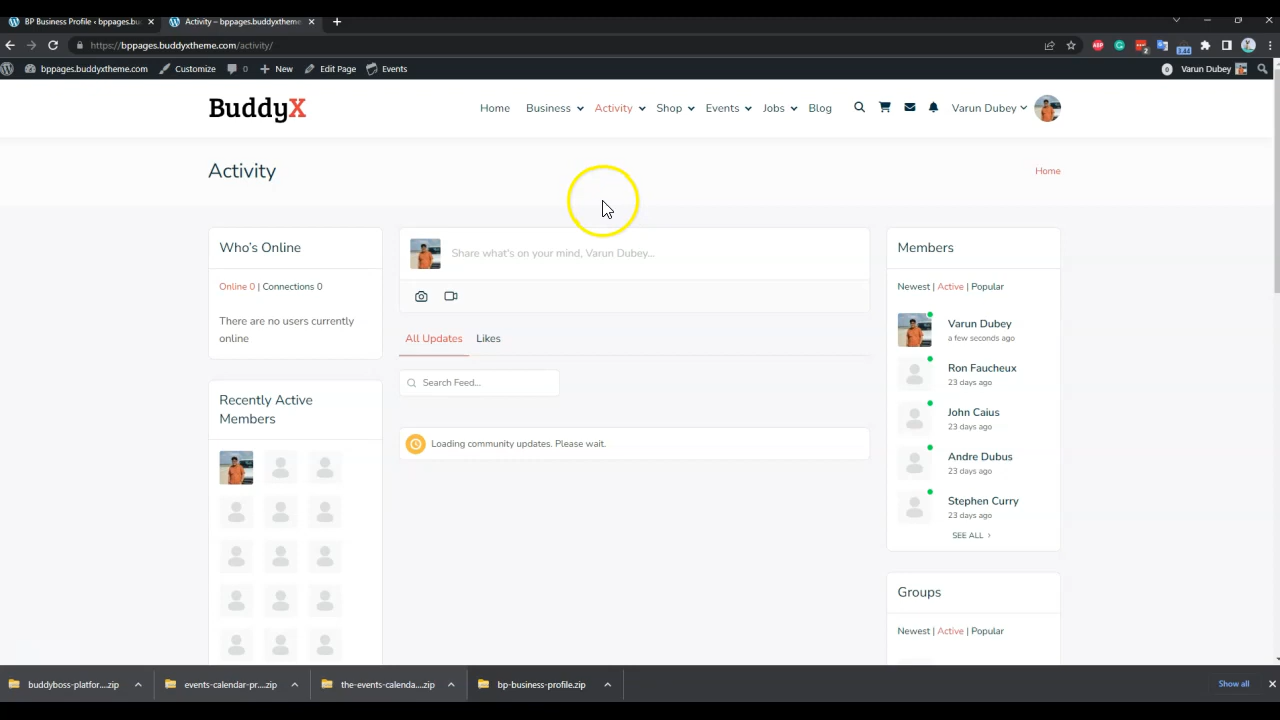 BP Business Profile ‹ bppages.bu
Activity – bppages.buddyxtheme
https://bppages.buddyxtheme.com/activity/
ABP
2
3.44
bppages.buddyxtheme.com
Customize
0
New
Edit Page
Events
0
Varun Dubey
BuddyX
Home
Business
Activity
Shop
Events
Jobs
Blog
Varun Dubey
Activity
Home
Who's Online
Online 0 | Connections 0
There are no users currently
online
Recently Active
Members
Share what's on your mind, Varun Dubey...
All Updates
Likes
Search Feed...
Loading community updates. Please wait.
Members
Newest | Active | Popular
Varun Dubey
a few seconds ago
Ron Faucheux
23 days ago
John Caius
23 days ago
Andre Dubus
23 days ago
Stephen Curry
23 days ago
SEE ALL ›
Groups
Newest | Active | Popular
buddyboss-platfor....zip
events-calendar-pr....zip
the-events-calenda....zip
bp-business-profile.zip
Show all